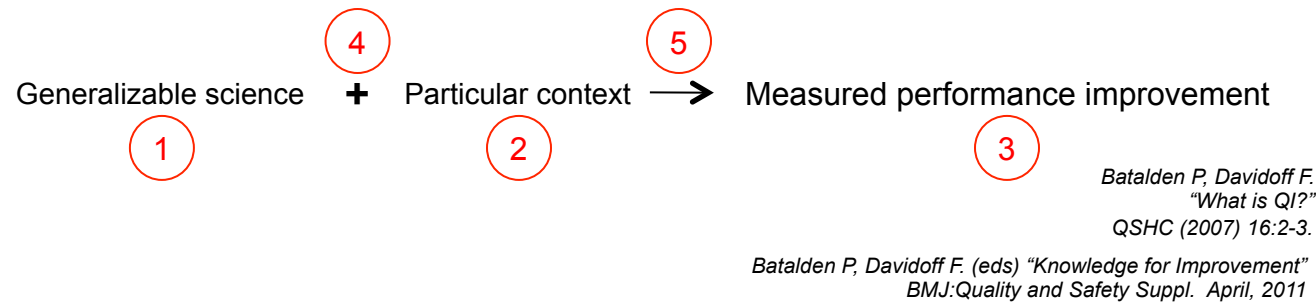 4 5
Generalizable science + Particular context → Measured performance improvement
1 2 3
Batalden P, Davidoff F.
“What is QI?”
QSHC (2007) 16:2-3.
Batalden P, Davidoff F. (eds) “Knowledge for Improvement”
BMJ:Quality and Safety Suppl. April, 2011